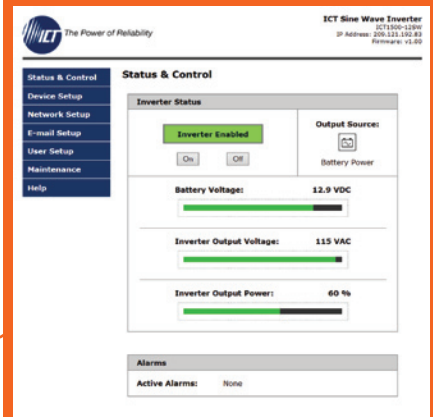 ICT The Power of Reliability
ICT Sine Wave Inverter
ICT1500-12SW
IP Address: 209.121.192.83
Firmware: v1.00
Status & Control
Device Setup
Network Setup
E-mail Setup
User Setup
Maintenance
Help
Status & Control
Inverter Status
Inverter Enabled
On Off
Output Source:
Battery Power
Battery Voltage: 12.9 VDC
Inverter Output Voltage: 115 VAC
Inverter Output Power: 60 %
Alarms
Active Alarms: None